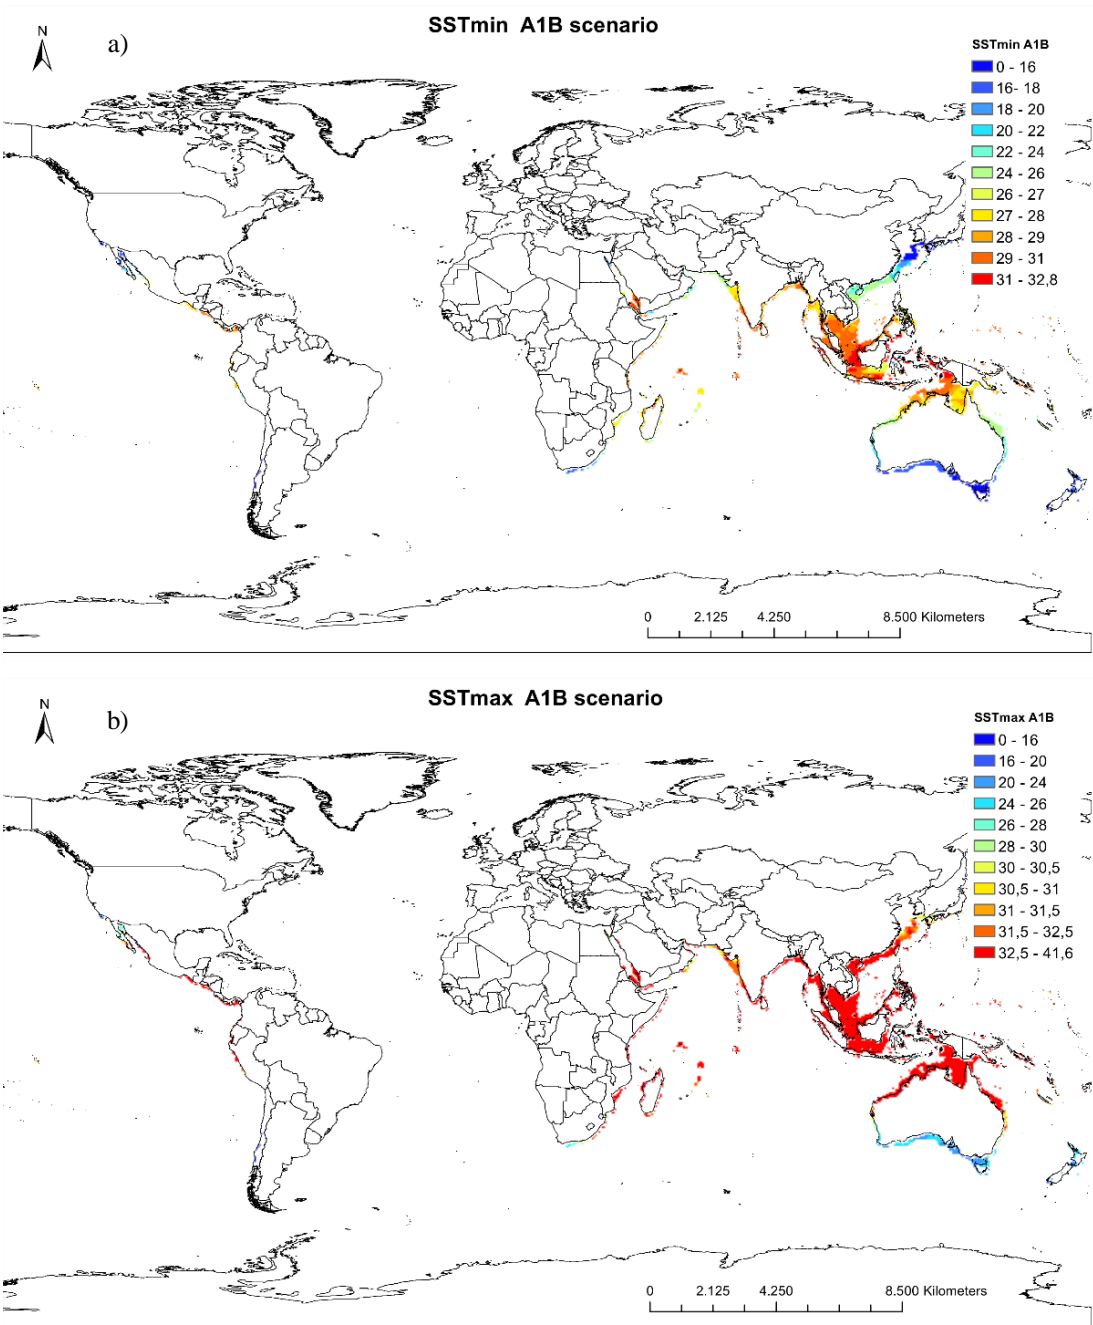 SSTmin A1B scenario
N
a)
SSTmin A1B
0 - 16
16- 18
18 - 20
20 - 22
22 - 24
24 - 26
26 - 27
27 - 28
28 - 29
29 - 31
31 - 32,8
0 2.125 4.250 8.500 Kilometers
SSTmax A1B scenario
N
b)
SSTmax A1B
0 - 16
16 - 20
20 - 24
24 - 26
26 - 28
28 - 30
30 - 30,5
30,5 - 31
31 - 31,5
31,5 - 32,5
32,5 - 41,6
0 2.125 4.250 8.500 Kilometers